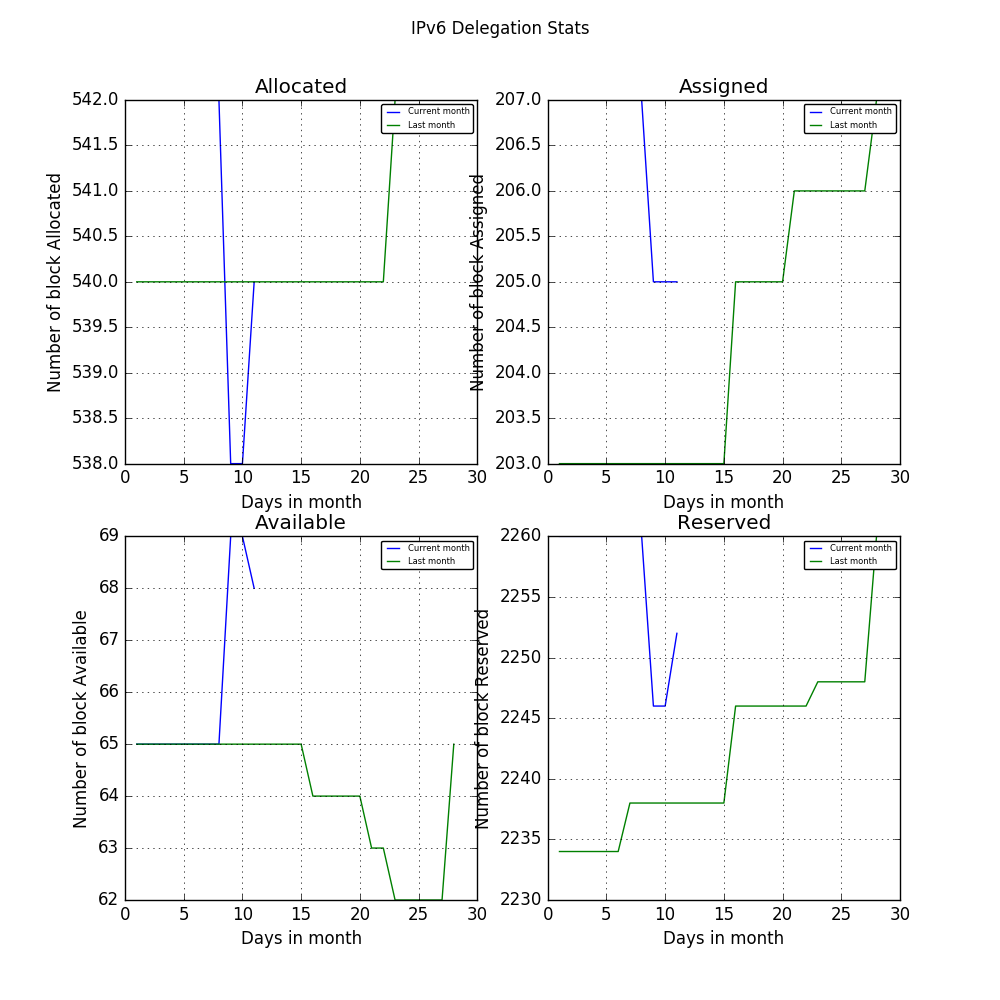 IPv6 Delegation Stats
Allocated
542.0
541.5
541.0
540.5
540.0
539.5
539.0
538.5
538.0
0 5 10 15 20 25 30
Number of block Allocated
Days in month
Current month
Last month
Assigned
207.0
206.5
206.0
205.5
205.0
204.5
204.0
203.5
203.0
0 5 10 15 20 25 30
Number of block Assigned
Days in month
Current month
Last month
Available
69
68
67
66
65
64
63
62
0 5 10 15 20 25 30
Number of block Available
Days in month
Current month
Last month
Reserved
2260
2255
2250
2245
2240
2235
2230
0 5 10 15 20 25 30
Number of block Reserved
Days in month
Current month
Last month